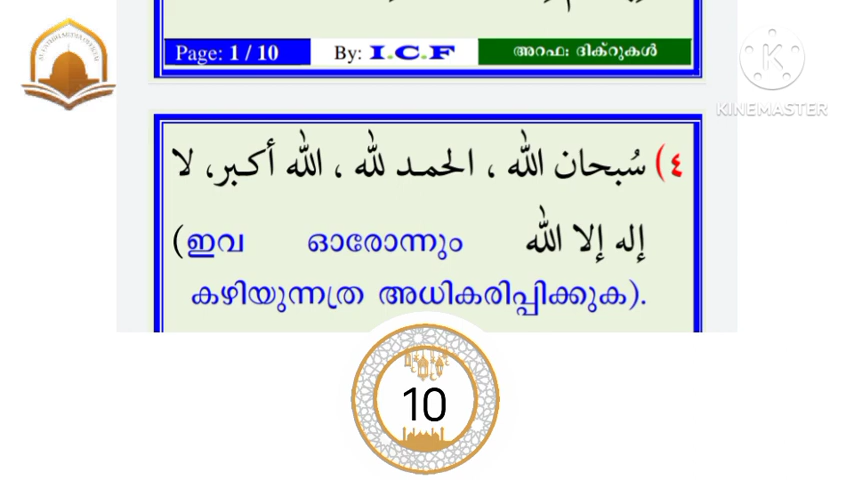 Page: 1 / 10 By: I.C.F അറഫ: ദിക്റുകൾ
KINEMASTER
٤) سُبحان الله ، الحمد لله ، الله أكبر، لا
إله إلا الله (ഇവ ഓരോന്നും
കഴിയുന്നത്ര അധികരിപ്പിക്കുക).
10